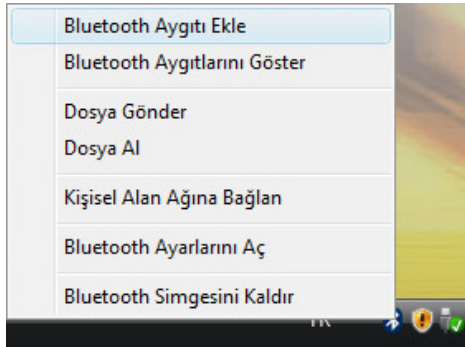 Bluetooth Aygıtı Ekle
Bluetooth Aygıtlarını Göster
Dosya Gönder
Dosya Al
Kişisel Alan Ağına Bağlan
Bluetooth Ayarlarını Aç
Bluetooth Simgesini Kaldır